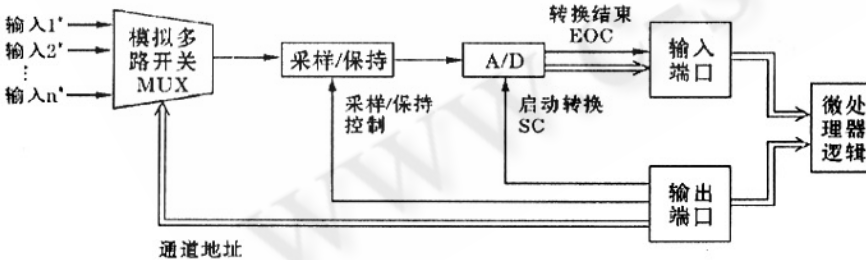 输入1'
输入2'
⋮
输入n'
模拟多
路开关
MUX
采样/保持
A/D
转换结束
EOC
输入
端口
采样/保持
控制
启动转换
SC
微处
理器
逻辑
输出
端口
通道地址